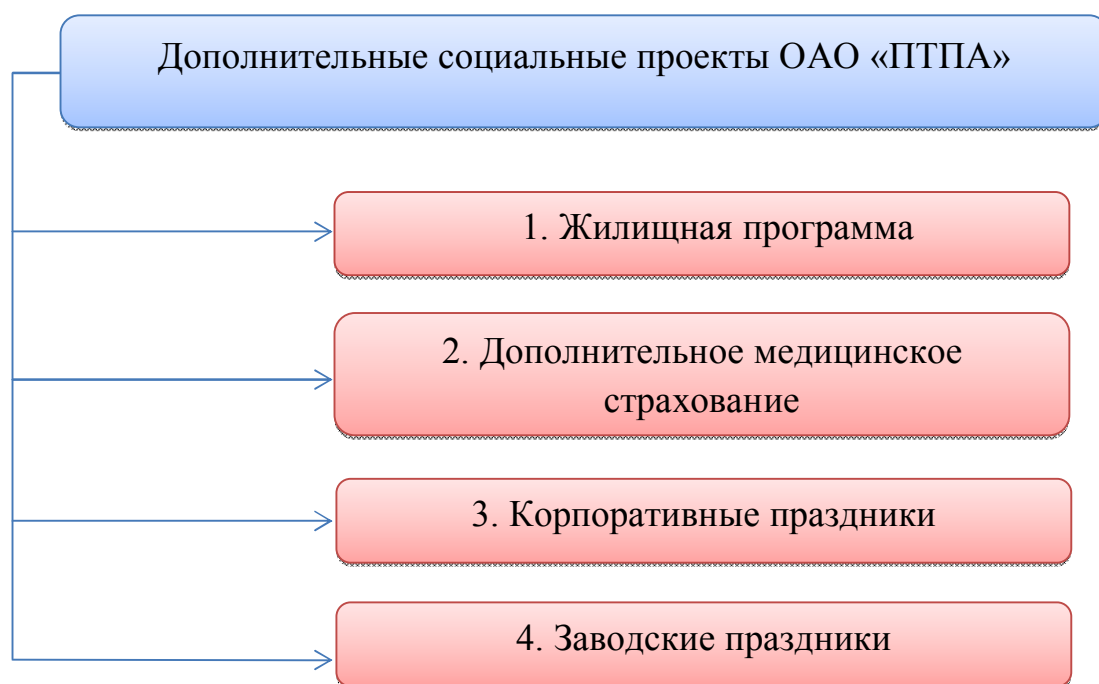 Дополнительные социальные проекты ОАО «ПТПА»
1. Жилищная программа
2. Дополнительное медицинское
страхование
3. Корпоративные праздники
4. Заводские праздники